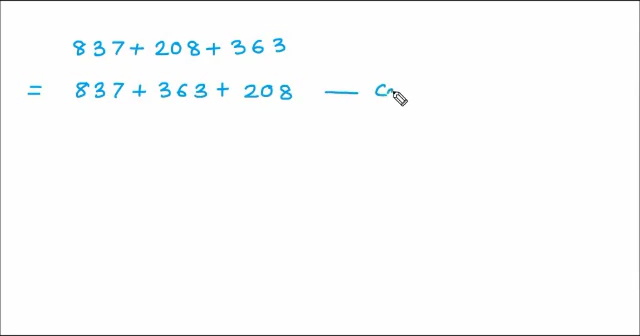 837 + 208 + 363
= 837 + 363 + 208 —